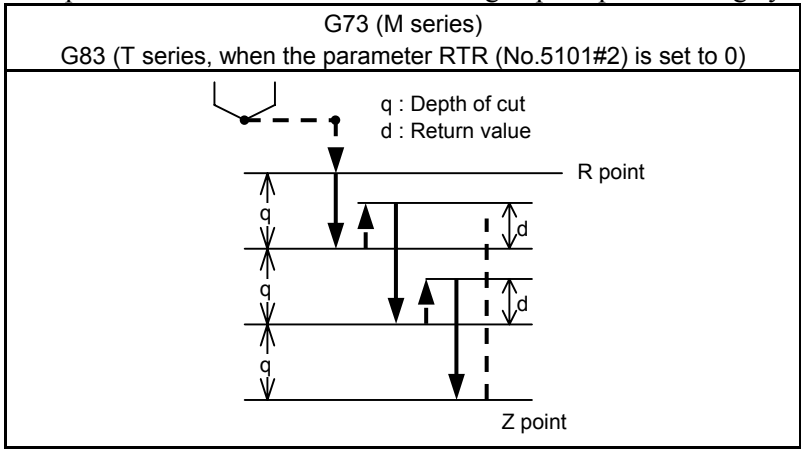 G73 (M series)
G83 (T series, when the parameter RTR (No.5101#2) is set to 0)
q : Depth of cut
d : Return value
R point
q
d
q
d
q
Z point